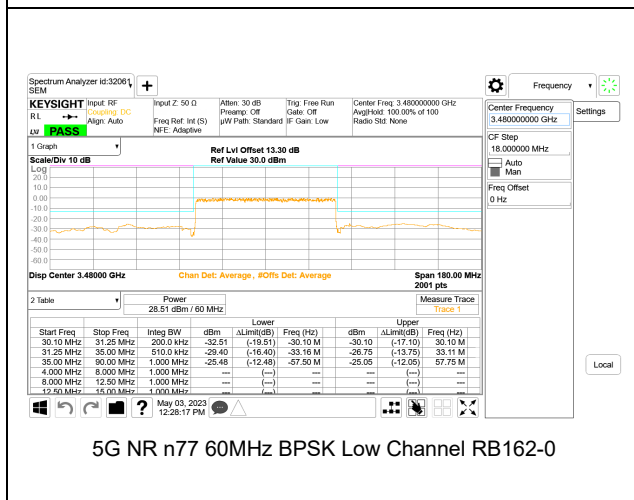 Spectrum Analyzer id:32061
SEM
Frequency
KEYSIGHT
Input: RF
Coupling: DC
Align: Auto
Input Z: 50 Ω
Freq Ref: Int (S)
NFE: Adaptive
Atten: 30 dB
Preamp: Off
µW Path: Standard
Trig: Free Run
Gate: Off
IF Gain: Low
Center Freq: 3.480000000 GHz
Avg|Hold: 100.00% of 100
Radio Std: None
R L
LVI PASS
Center Frequency
3.480000000 GHz
Settings
CF Step
18.000000 MHz
Auto
Man
Freq Offset
0 Hz
Local
1 Graph
Scale/Div 10 dB
Ref Lvl Offset 13.30 dB
Ref Value 30.0 dBm
Log
20.0
10.0
0.00
-10.0
-20.0
-30.0
-40.0
-50.0
-60.0
Disp Center 3.48000 GHz
Chan Det: Average, #Offs Det: Average
Span 180.00 MHz
2001 pts
2 Table
Power
28.51 dBm / 60 MHz
Measure Trace
Trace 1
Lower Upper
Start Freq Stop Freq Integ BW dBm ΔLimit(dB) Freq (Hz) dBm ΔLimit(dB) Freq (Hz)
30.10 MHz 31.25 MHz 200.0 kHz -32.51 (-19.51) -30.10 M -30.10 (-17.10) 30.10 M
31.25 MHz 35.00 MHz 510.0 kHz -29.40 (-16.40) -33.16 M -26.75 (-13.75) 33.11 M
35.00 MHz 90.00 MHz 1.000 MHz -25.48 (-12.48) -57.50 M -25.05 (-12.05) 57.75 M
4.000 MHz 8.000 MHz 1.000 MHz --- (---) --- (---)
8.000 MHz 12.50 MHz 1.000 MHz --- (---) --- (---)
12.50 MHz 15.00 MHz 1.000 MHz --- (---) --- (---)
?
May 03, 2023
12:28:17 PM
5G NR n77 60MHz BPSK Low Channel RB162-0